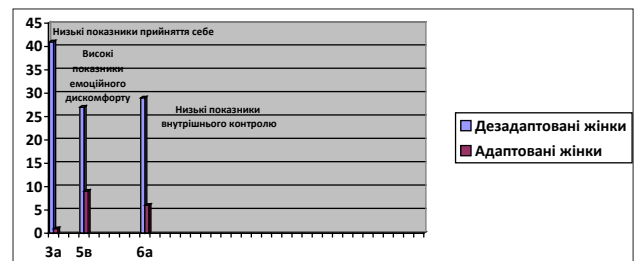 45
40
35
30
25
20
15
10
5
0
Низькі показники прийняття себе
Високі
показники
емоційного
дискомфорту
Низькі показники
внутрішнього контролю
3а 5в 6а
Дезадаптовані жінки
Адаптовані жінки